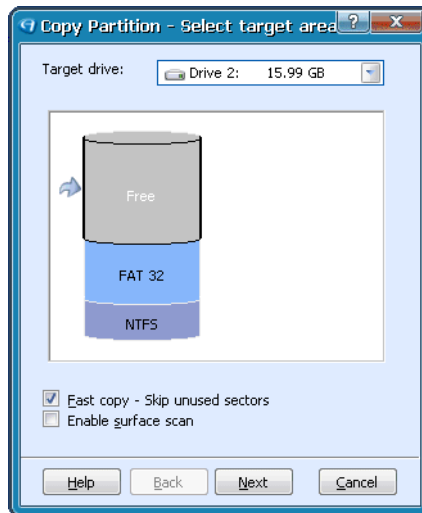 Copy Partition - Select target area
?
X
Target drive:
Drive 2: 15.99 GB
Free
FAT 32
NTFS
Fast copy - Skip unused sectors
Enable surface scan
Help
Back
Next
Cancel